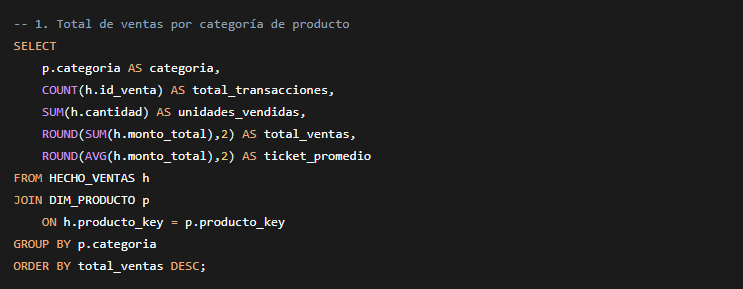 -- 1. Total de ventas por categoría de producto
SELECT
    p.categoria AS categoria,
    COUNT(h.id_venta) AS total_transacciones,
    SUM(h.cantidad) AS unidades_vendidas,
    ROUND(SUM(h.monto_total),2) AS total_ventas,
    ROUND(AVG(h.monto_total),2) AS ticket_promedio
FROM HECHO_VENTAS h
JOIN DIM_PRODUCTO p
    ON h.producto_key = p.producto_key
GROUP BY p.categoria
ORDER BY total_ventas DESC;